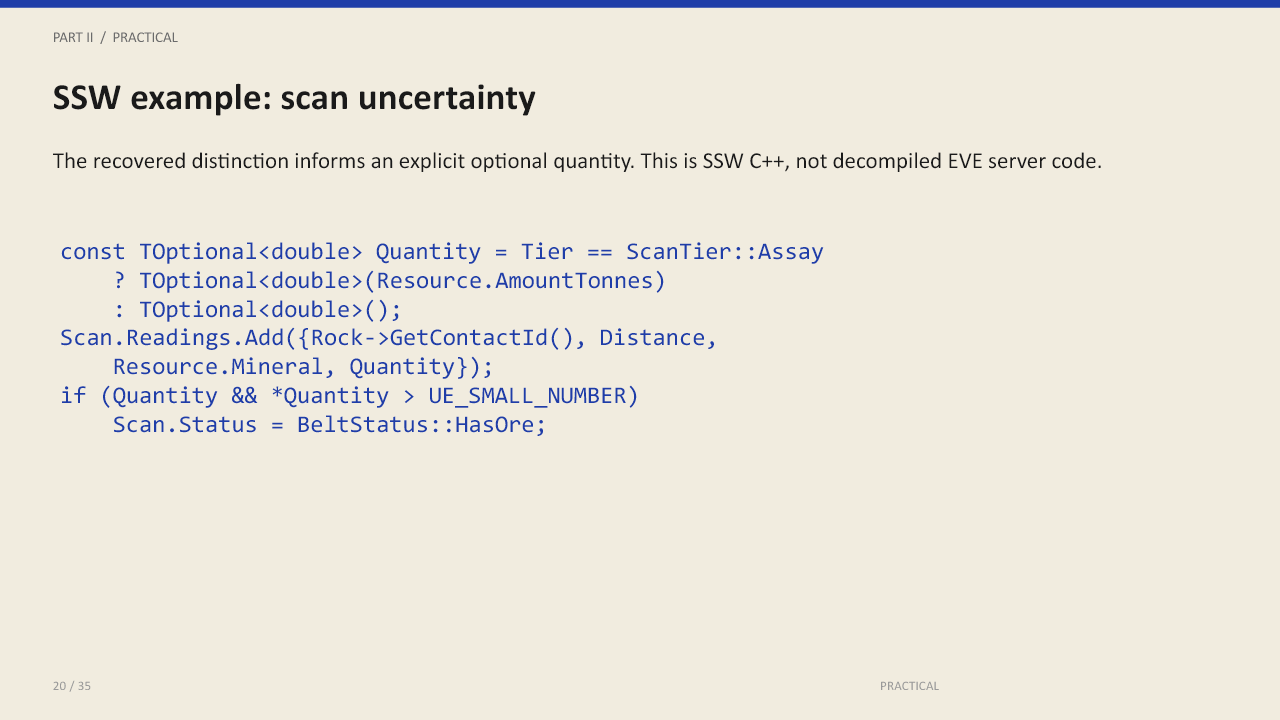 PART II / PRACTICAL
SSW example: scan uncertainty
The recovered distinction informs an explicit optional quantity. This is SSW C++, not decompiled EVE server code.
const TOptional<double> Quantity = Tier == ScanTier::Assay
    ? TOptional<double>(Resource.AmountTonnes)
    : TOptional<double>();
Scan.Readings.Add({Rock->GetContactId(), Distance,
    Resource.Mineral, Quantity});
if (Quantity && *Quantity > UE_SMALL_NUMBER)
    Scan.Status = BeltStatus::HasOre;
20 / 35
PRACTICAL